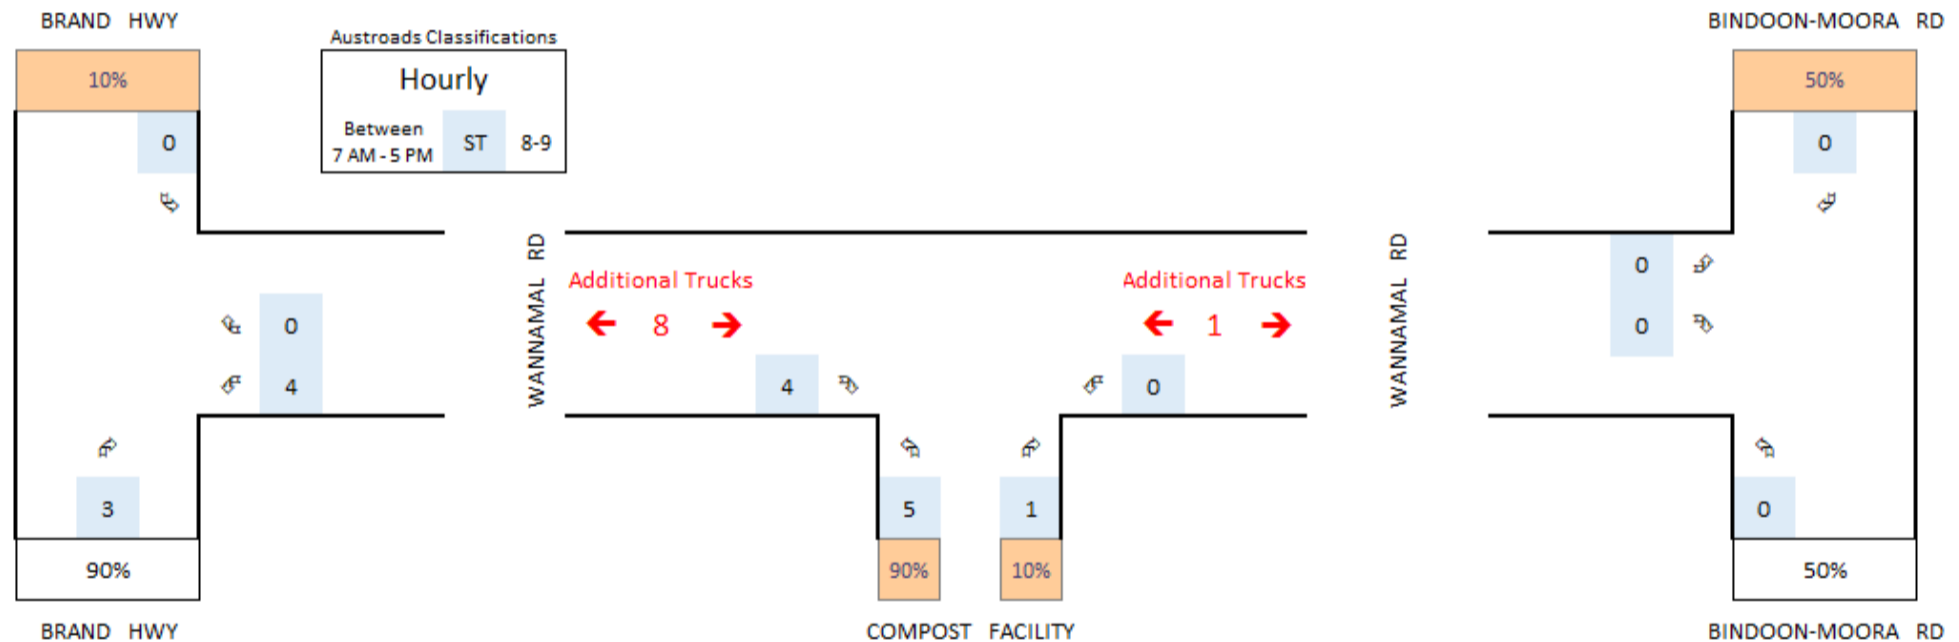 BRAND HWY
BINDOON-MOORA RD
Austroads Classifications
10%
Hourly
50%
Between
7 AM - 5 PM
ST
8-9
0
0
WANNAMAL RD
WANNAMAL RD
0
Additional Trucks
Additional Trucks
0
8
1
0
4
4
0
3
5
1
0
90%
90%
10%
50%
BRAND HWY
COMPOST FACILITY
BINDOON-MOORA RD